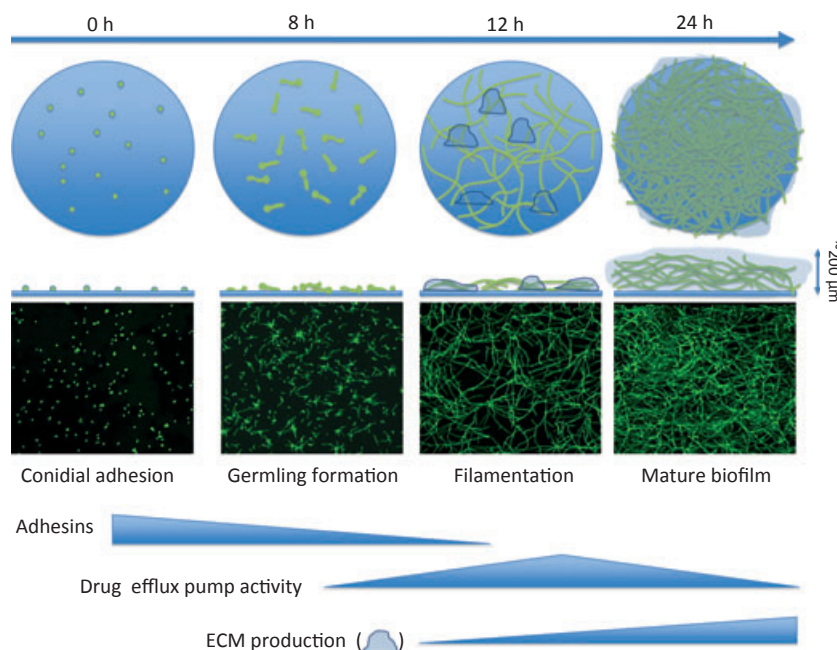 0 h 8 h 12 h 24 h
~200 µm
Conidial adhesion Germling formation Filamentation Mature biofilm
Adhesins
Drug efflux pump activity
ECM production ( )